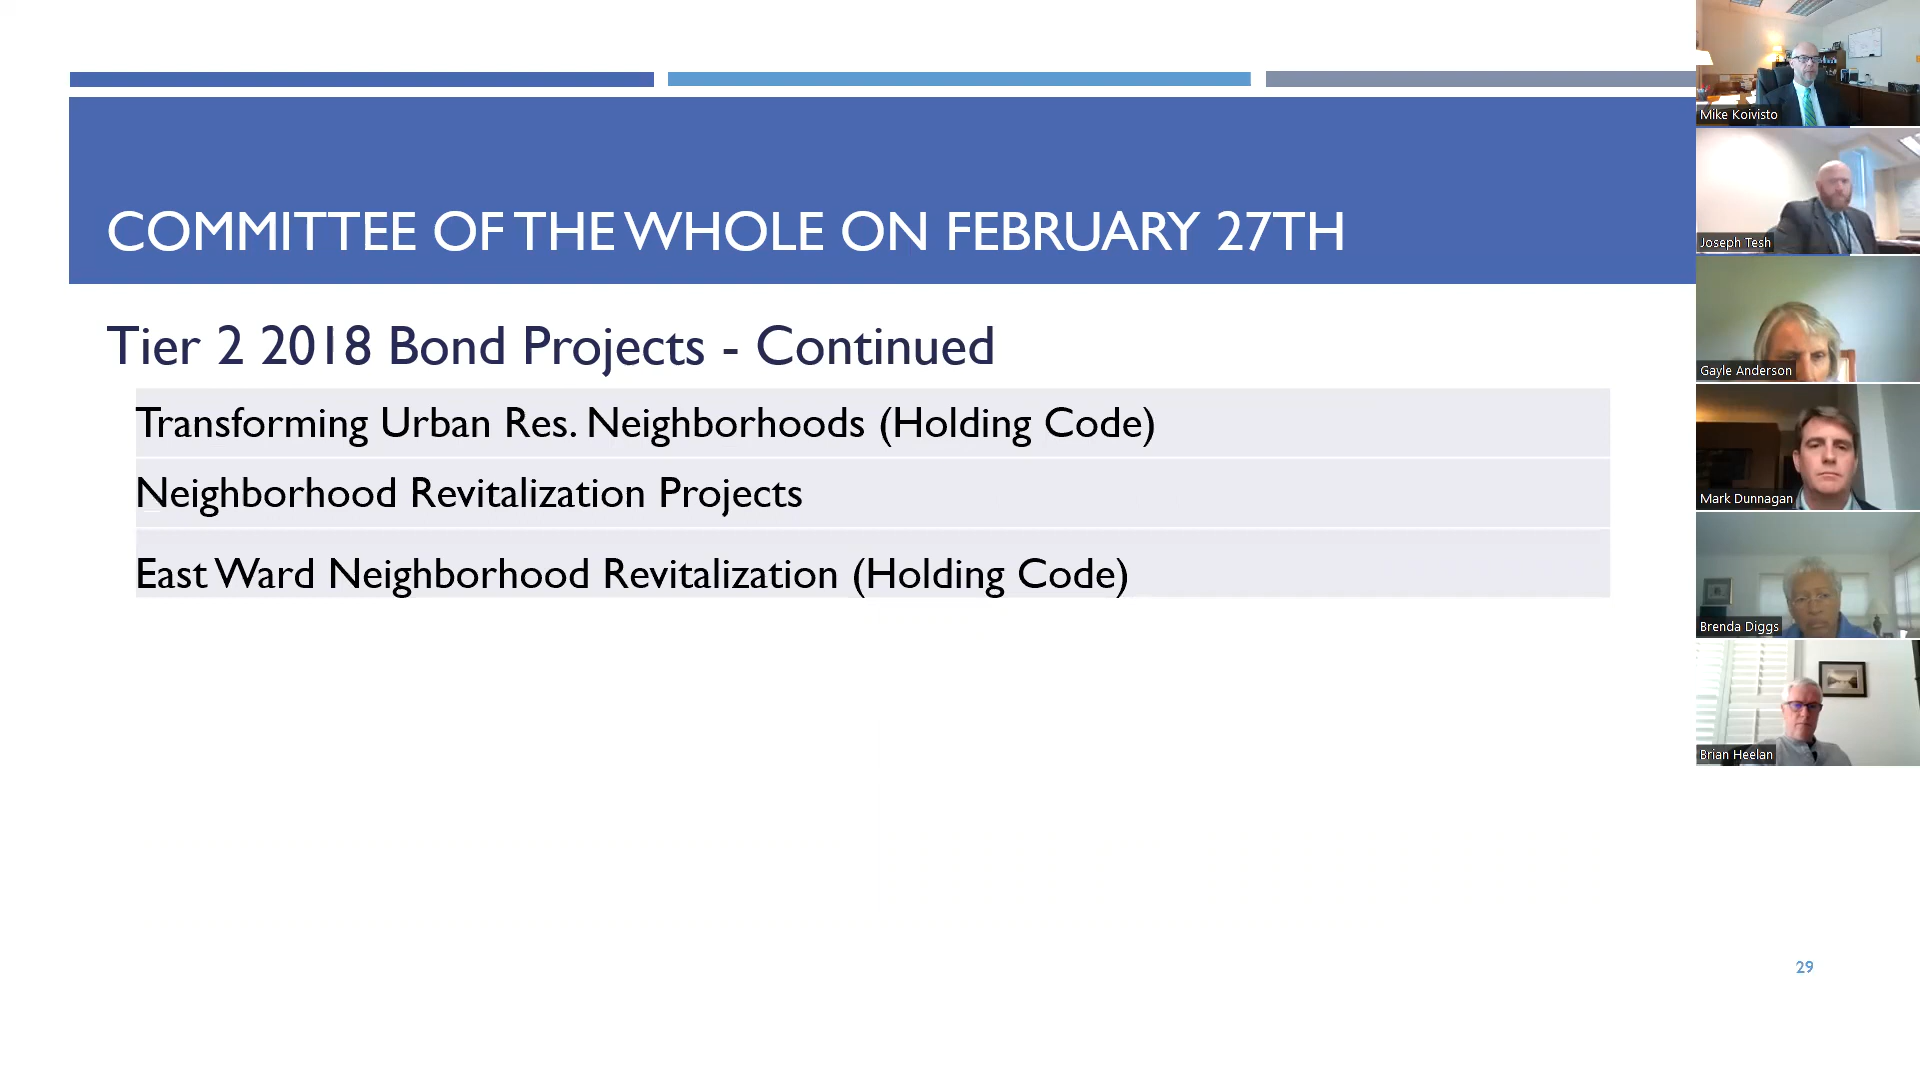 COMMITTEE OF THE WHOLE ON FEBRUARY 27TH
Tier 2 2018 Bond Projects - Continued
Transforming Urban Res. Neighborhoods (Holding Code)
Neighborhood Revitalization Projects
East Ward Neighborhood Revitalization (Holding Code)
29
Mike Koivisto
Joseph Tesh
Gayle Anderson
Mark Dunnagan
Brenda Diggs
Brian Heelan